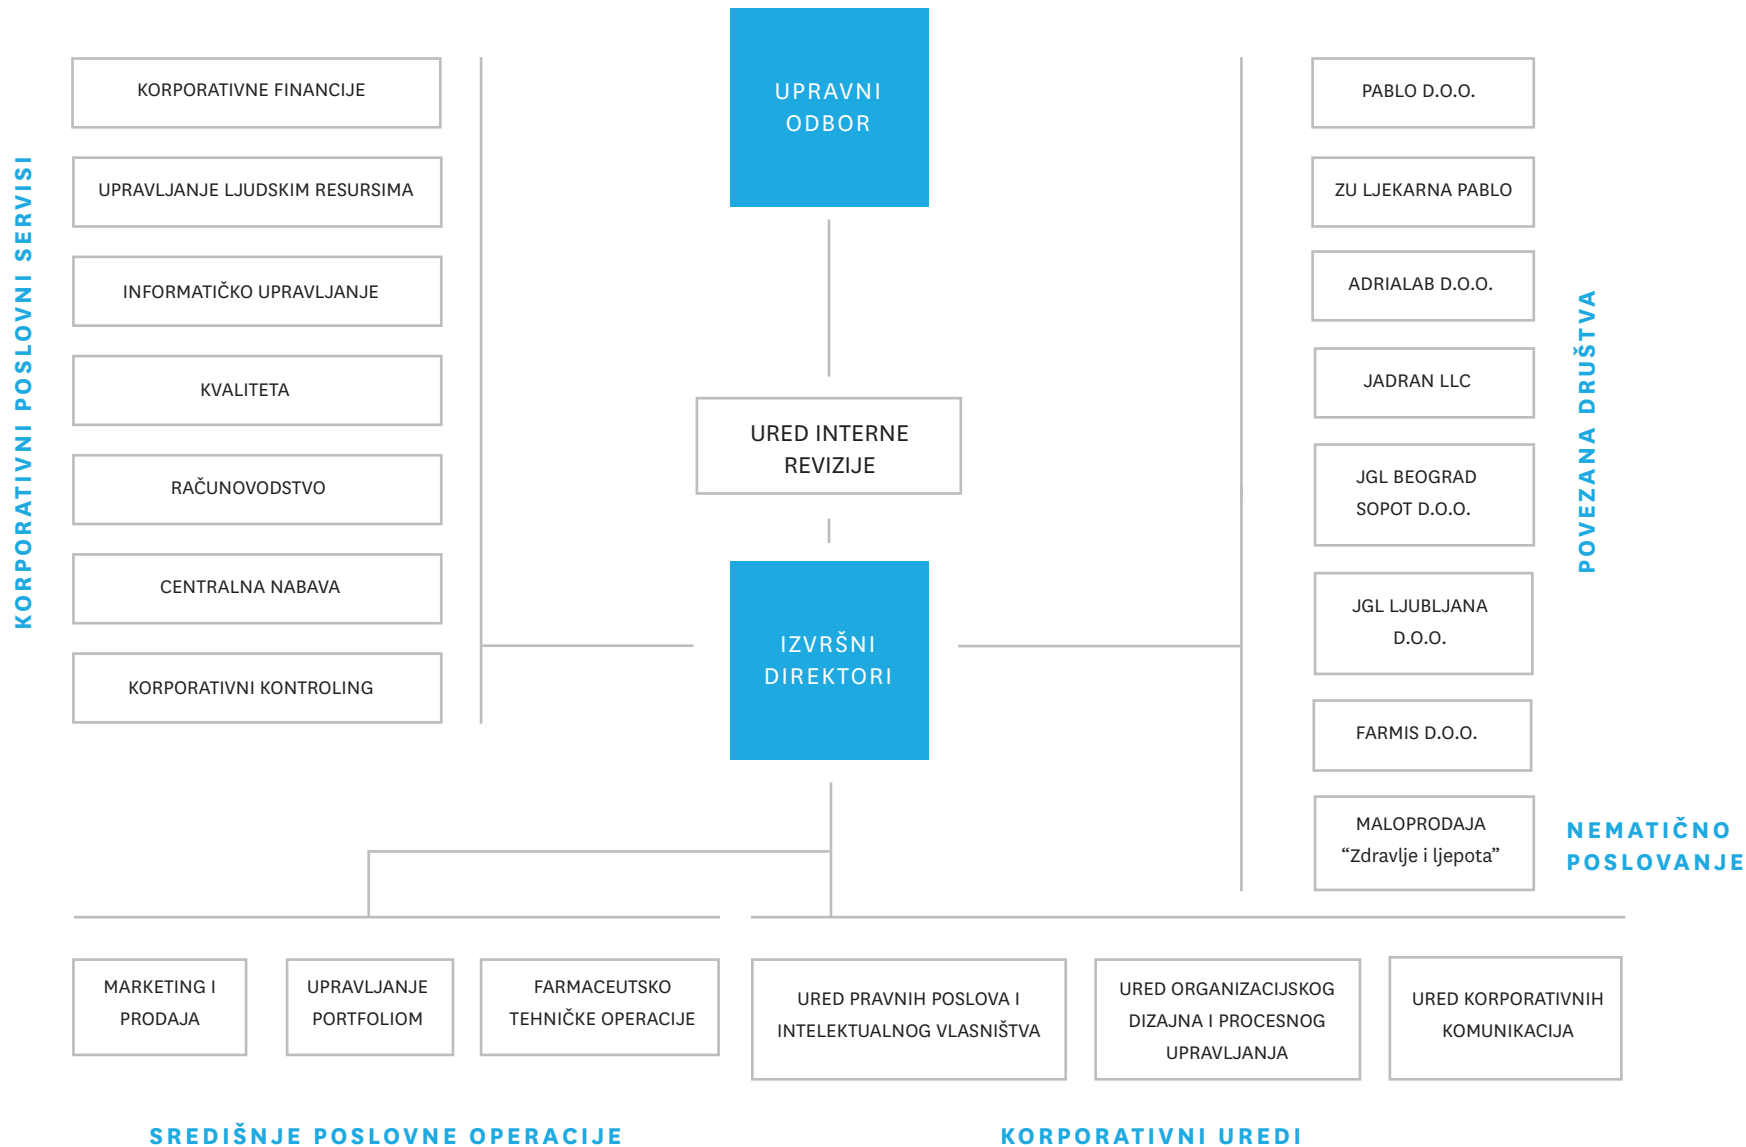 KORPORATIVNI POSLOVNI SERVISI
KORPORATIVNE FINANCIJE
UPRAVLJANJE LJUDSKIM RESURSIMA
INFORMATIČKO UPRAVLJANJE
KVALITETA
RAČUNOVODSTVO
CENTRALNA NABAVA
KORPORATIVNI KONTROLING
UPRAVNI
ODBOR
URED INTERNE
REVIZIJE
IZVRŠNI
DIREKTORI
PABLO D.O.O.
ZU LJEKARNA PABLO
ADRIALAB D.O.O.
JADRAN LLC
JGL BEOGRAD
SOPOT D.O.O.
JGL LJUBLJANA
D.O.O.
FARMIS D.O.O.
POVEZANA DRUŠTVA
MALOPRODAJA
“Zdravlje i ljepota”
NEMATIČNO
POSLOVANJE
MARKETING I
PRODAJA
UPRAVLJANJE
PORTFOLIOM
FARMACEUTSKO
TEHNIČKE OPERACIJE
SREDIŠNJE POSLOVNE OPERACIJE
URED PRAVNIH POSLOVA I
INTELEKTUALNOG VLASNIŠTVA
URED ORGANIZACIJSKOG
DIZAJNA I PROCESNOG
UPRAVLJANJA
URED KORPORATIVNIH
KOMUNIKACIJA
KORPORATIVNI UREDI